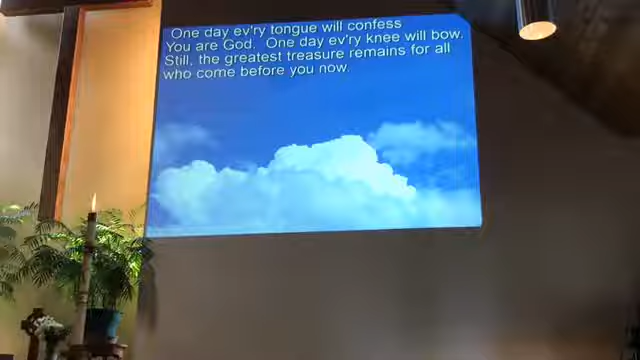 One day ev'ry tongue will confess
You are God. One day ev'ry knee will bow.
Still, the greatest treasure remains for all
who come before you now.